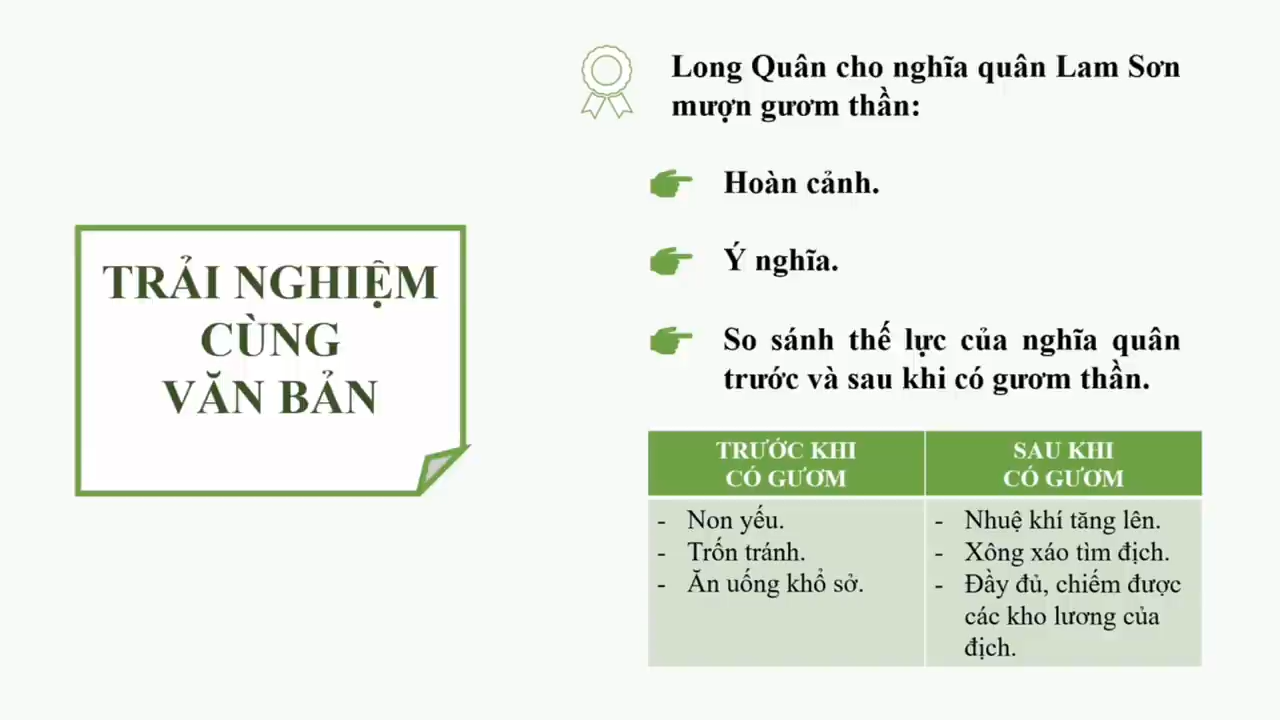 TRẢI NGHIỆM
CÙNG
VĂN BẢN
Long Quân cho nghĩa quân Lam Sơn
mượn gươm thần:
Hoàn cảnh.
Ý nghĩa.
So sánh thế lực của nghĩa quân
trước và sau khi có gươm thần.
TRƯỚC KHI
CÓ GƯƠM
- Non yếu.
- Trốn tránh.
- Ăn uống khổ sở.
SAU KHI
CÓ GƯƠM
- Nhuệ khí tăng lên.
- Xông xáo tìm địch.
- Đầy đủ, chiếm được
các kho lương của
địch.